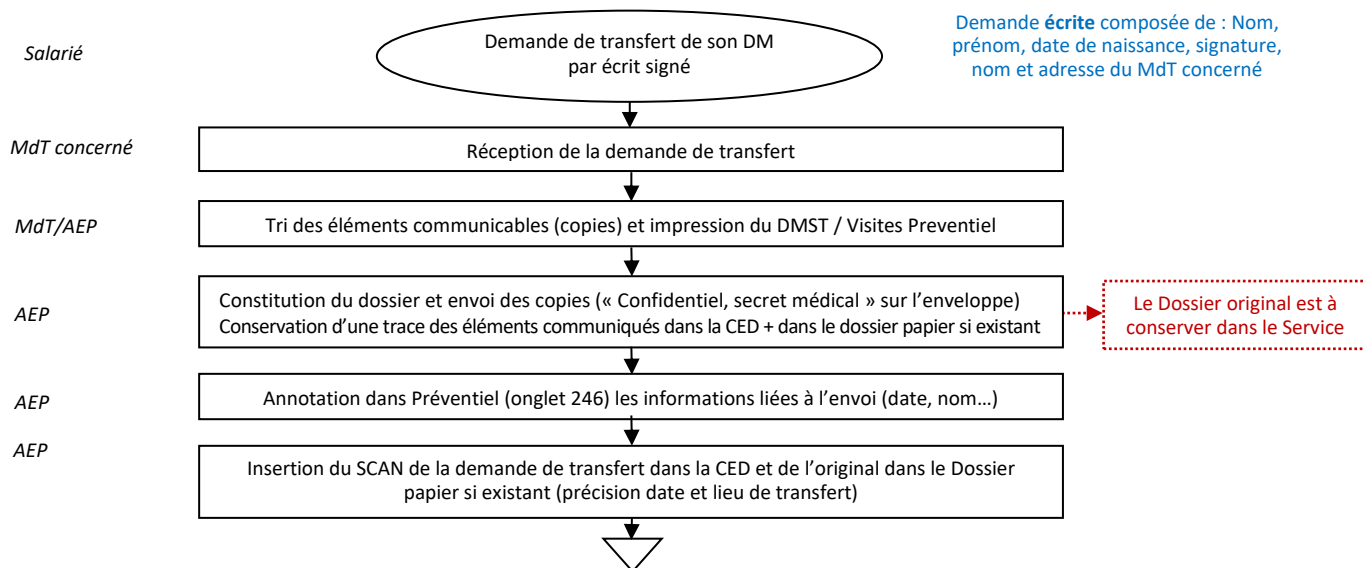 Salarié
Demande de transfert de son DM
par écrit signé
Demande écrite composée de : Nom,
prénom, date de naissance, signature,
nom et adresse du MdT concerné
MdT concerné
Réception de la demande de transfert
MdT/AEP
Tri des éléments communicables (copies) et impression du DMST / Visites Preventiel
AEP
Constitution du dossier et envoi des copies (« Confidentiel, secret médical » sur l’enveloppe)
Conservation d’une trace des éléments communiqués dans la CED + dans le dossier papier si existant
Le Dossier original est à
conserver dans le Service
AEP
Annotation dans Préventiel (onglet 246) les informations liées à l’envoi (date, nom…)
AEP
Insertion du SCAN de la demande de transfert dans la CED et de l’original dans le Dossier
papier si existant (précision date et lieu de transfert)